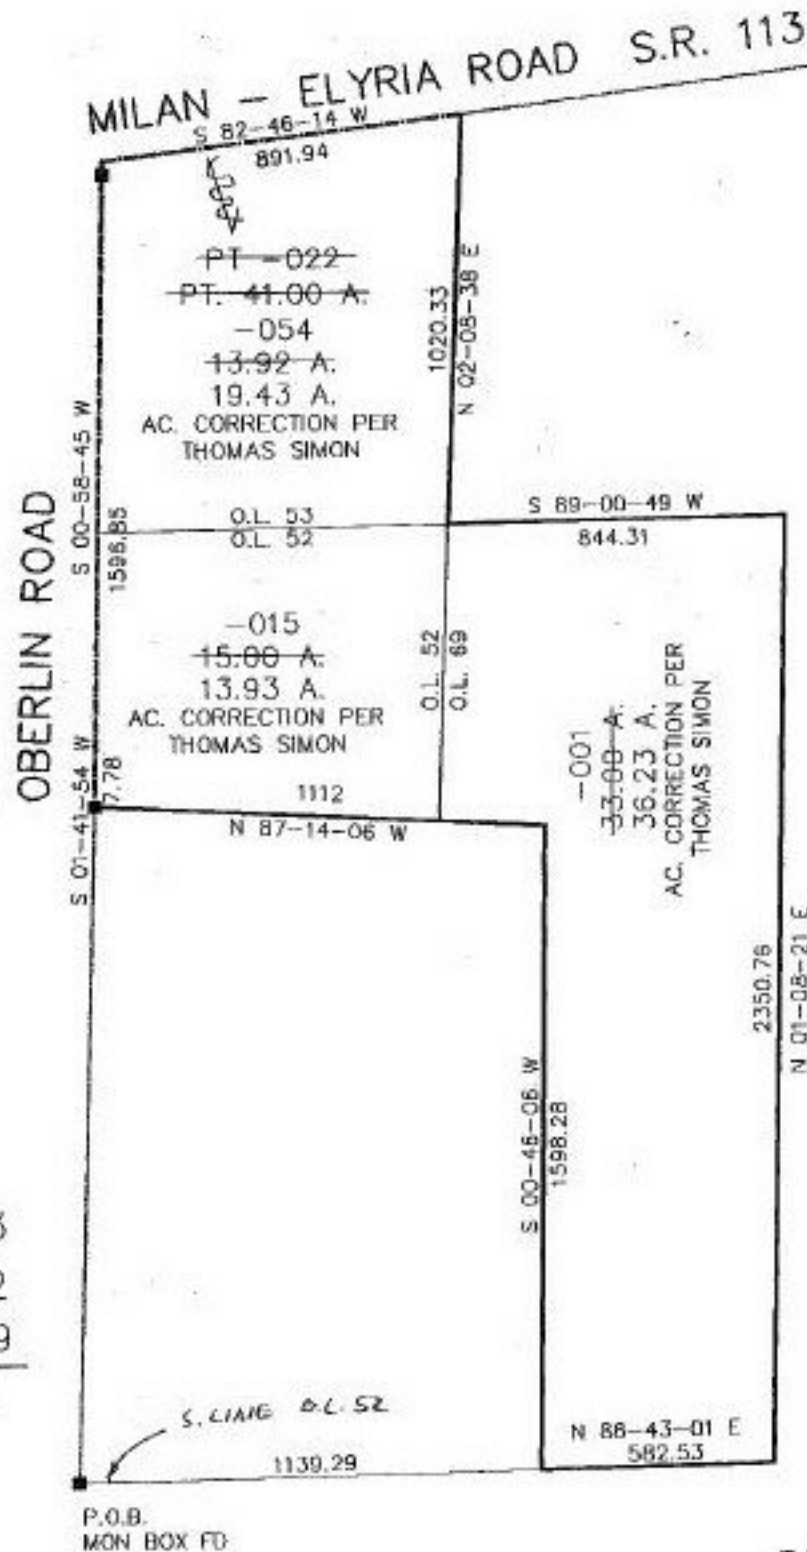 MILAN - ELYRIA ROAD S.R. 113
S 82-46-14 W
891.94
PT -022
PT. 41.00 A.
-054
13.92 A.
19.43 A.
AC. CORRECTION PER
THOMAS SIMON
1020.33
N 02-08-38 E
OBERLIN ROAD
S 00-58-45 W
1596.85
O.L. 53
O.L. 52
S 89-00-49 W
844.31
-015
15.00 A.
13.93 A.
AC. CORRECTION PER
THOMAS SIMON
O.L. 52
O.L. 69
-001
33.00 A.
36.23 A.
AC. CORRECTION PER
THOMAS SIMON
S 01-41-54 W
7.78
1112
N 87-14-06 W
2350.76
N 01-08-21 E
S 00-46-06 W
1598.28
S. LINE O.L. 52
1139.29
N 88-43-01 E
582.53
P.O.B.
MON BOX FD